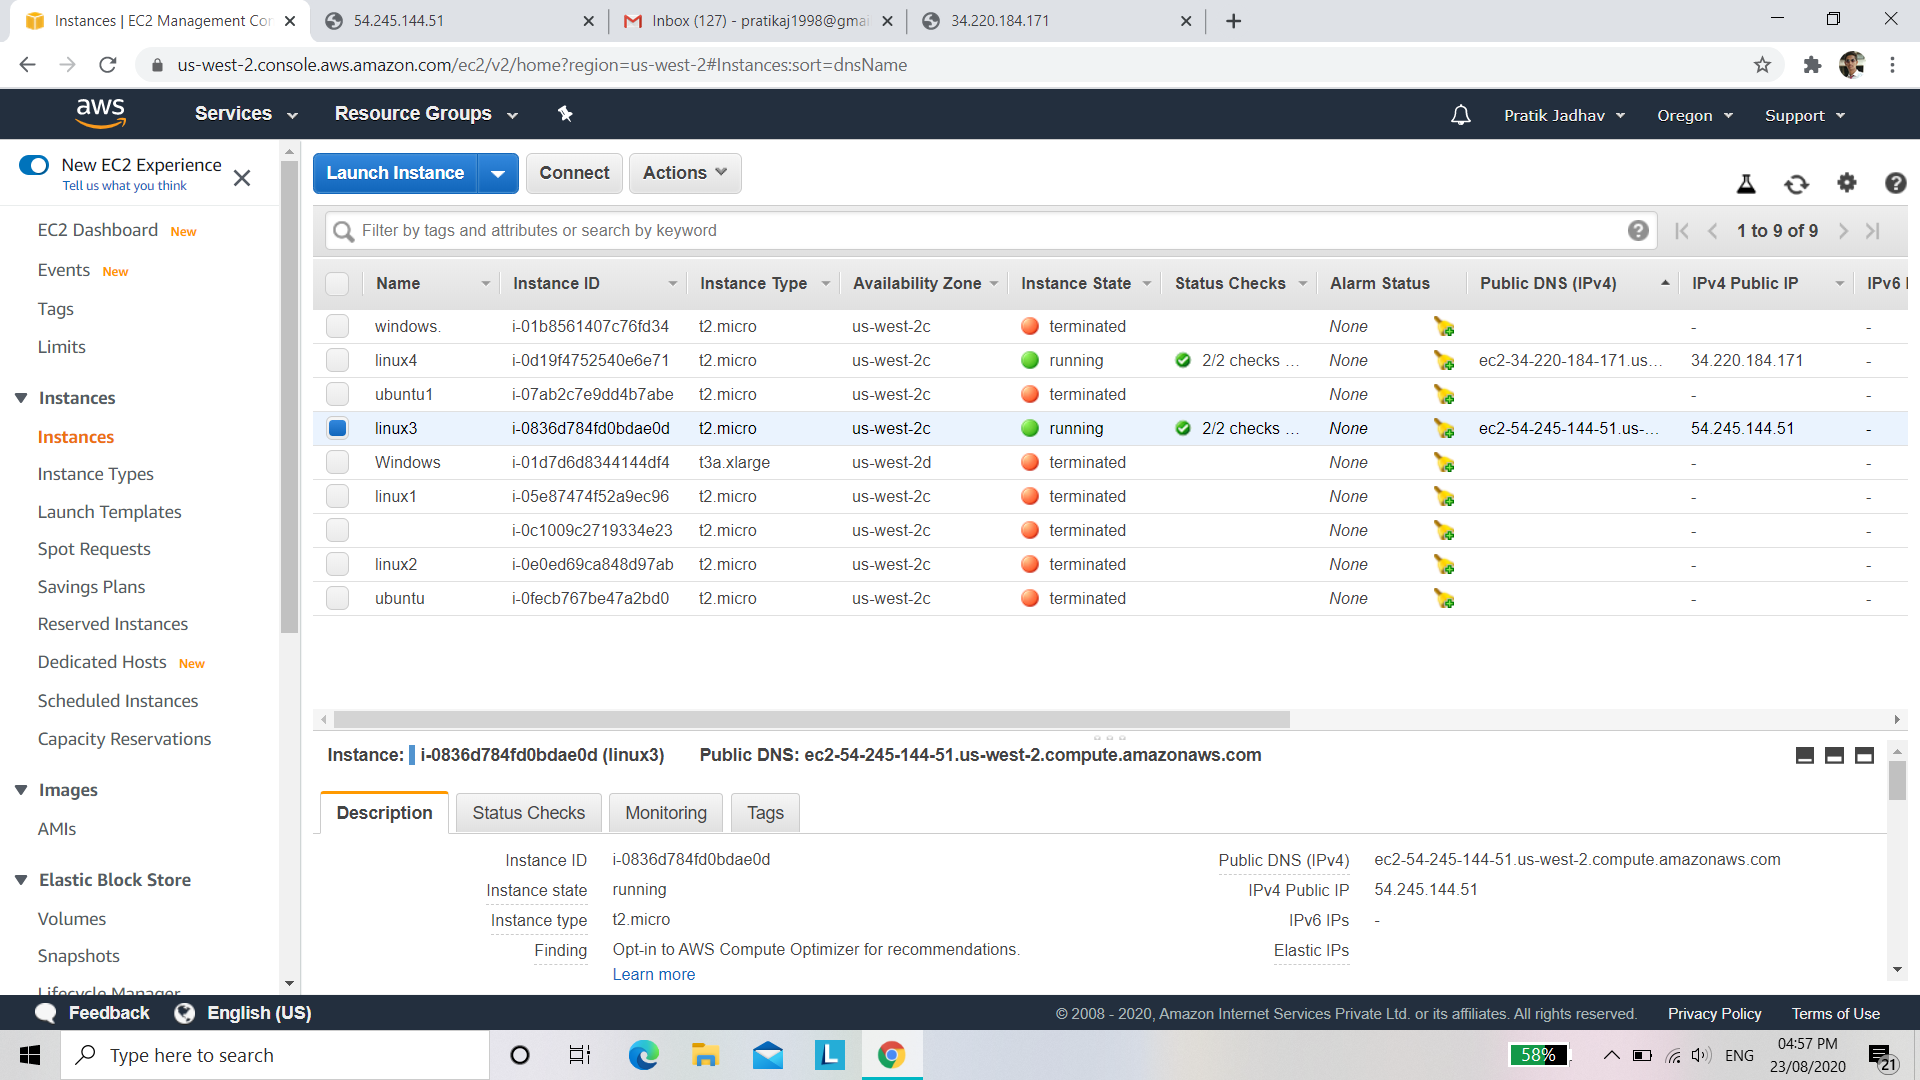 Instances | EC2 Management Con
54.245.144.51
Inbox (127) - pratikaj1998@gmai
34.220.184.171
us-west-2.console.aws.amazon.com/ec2/v2/home?region=us-west-2#Instances:sort=dnsName
aws
Services
Resource Groups
Pratik Jadhav
Oregon
Support
New EC2 Experience
Tell us what you think
EC2 Dashboard New
Events New
Tags
Limits
Instances
Instances
Instance Types
Launch Templates
Spot Requests
Savings Plans
Reserved Instances
Dedicated Hosts New
Scheduled Instances
Capacity Reservations
Images
AMIs
Elastic Block Store
Volumes
Snapshots
Lifecycle Manager
Launch Instance
Connect
Actions
Filter by tags and attributes or search by keyword
1 to 9 of 9
Name Instance ID Instance Type Availability Zone Instance State Status Checks Alarm Status Public DNS (IPv4) IPv4 Public IP IPv6 I
windows. i-01b8561407c76fd34 t2.micro us-west-2c terminated None - -
linux4 i-0d19f4752540e6e71 t2.micro us-west-2c running 2/2 checks ... None ec2-34-220-184-171.us... 34.220.184.171 -
ubuntu1 i-07ab2c7e9dd4b7abe t2.micro us-west-2c terminated None - -
linux3 i-0836d784fd0bdae0d t2.micro us-west-2c running 2/2 checks ... None ec2-54-245-144-51.us-... 54.245.144.51 -
Windows i-01d7d6d8344144df4 t3a.xlarge us-west-2d terminated None - -
linux1 i-05e87474f52a9ec96 t2.micro us-west-2c terminated None - -
i-0c1009c2719334e23 t2.micro us-west-2c terminated None - -
linux2 i-0e0ed69ca848d97ab t2.micro us-west-2c terminated None - -
ubuntu i-0fecb767be47a2bd0 t2.micro us-west-2c terminated None - -
Instance: i-0836d784fd0bdae0d (linux3) Public DNS: ec2-54-245-144-51.us-west-2.compute.amazonaws.com
Description Status Checks Monitoring Tags
Instance ID i-0836d784fd0bdae0d Public DNS (IPv4) ec2-54-245-144-51.us-west-2.compute.amazonaws.com
Instance state running IPv4 Public IP 54.245.144.51
Instance type t2.micro IPv6 IPs -
Finding Opt-in to AWS Compute Optimizer for recommendations. Elastic IPs
Learn more
Feedback
English (US)
© 2008 - 2020, Amazon Internet Services Private Ltd. or its affiliates. All rights reserved.
Privacy Policy
Terms of Use
Type here to search
L
58%
ENG
04:57 PM
23/08/2020
21